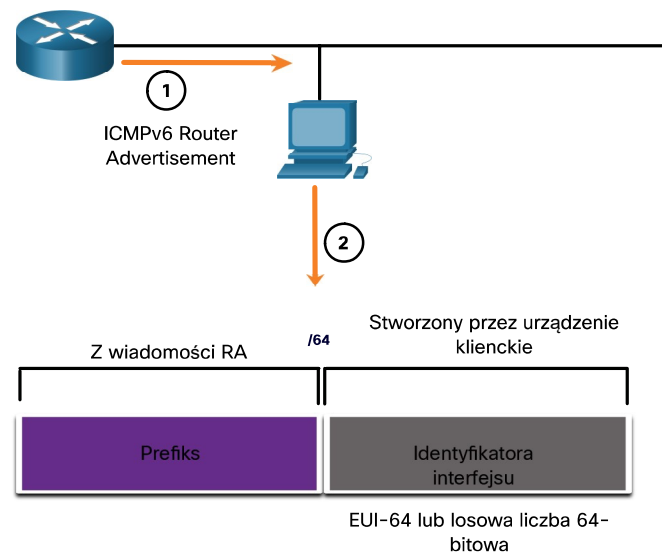 1
ICMPv6 Router
Advertisement
2
Z wiadomości RA
/64
Stworzony przez urządzenie
klienckie
Prefiks
Identyfikatora
interfejsu
EUI-64 lub losowa liczba 64-
bitowa